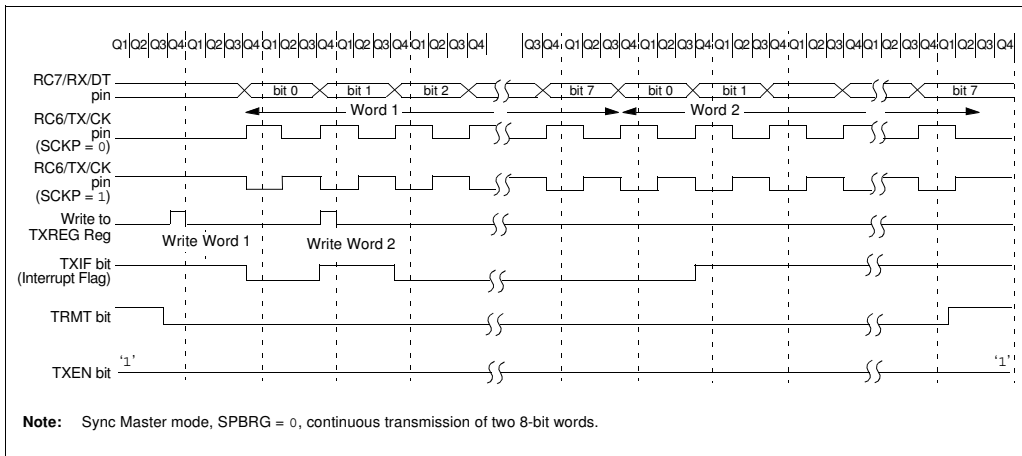 Q1 Q2 Q3 Q4 Q1 Q2 Q3 Q4 Q1 Q2 Q3 Q4 Q1 Q2 Q3 Q4 Q1 Q2 Q3 Q4 Q3 Q4 Q1 Q2 Q3 Q4 Q1 Q2 Q3 Q4 Q1 Q2 Q3 Q4 Q1 Q2 Q3 Q4 Q1 Q2 Q3 Q4 Q1 Q2 Q3 Q4
RC7/RX/DT
pin
bit 0 bit 1 bit 2 bit 7 bit 0 bit 1 bit 7
Word 1 Word 2
RC6/TX/CK
pin
(SCKP = 0)
RC6/TX/CK
pin
(SCKP = 1)
Write to
TXREG Reg
Write Word 1 Write Word 2
TXIF bit
(Interrupt Flag)
TRMT bit
TXEN bit
‘1’ ‘1’
Note: Sync Master mode, SPBRG = 0, continuous transmission of two 8-bit words.